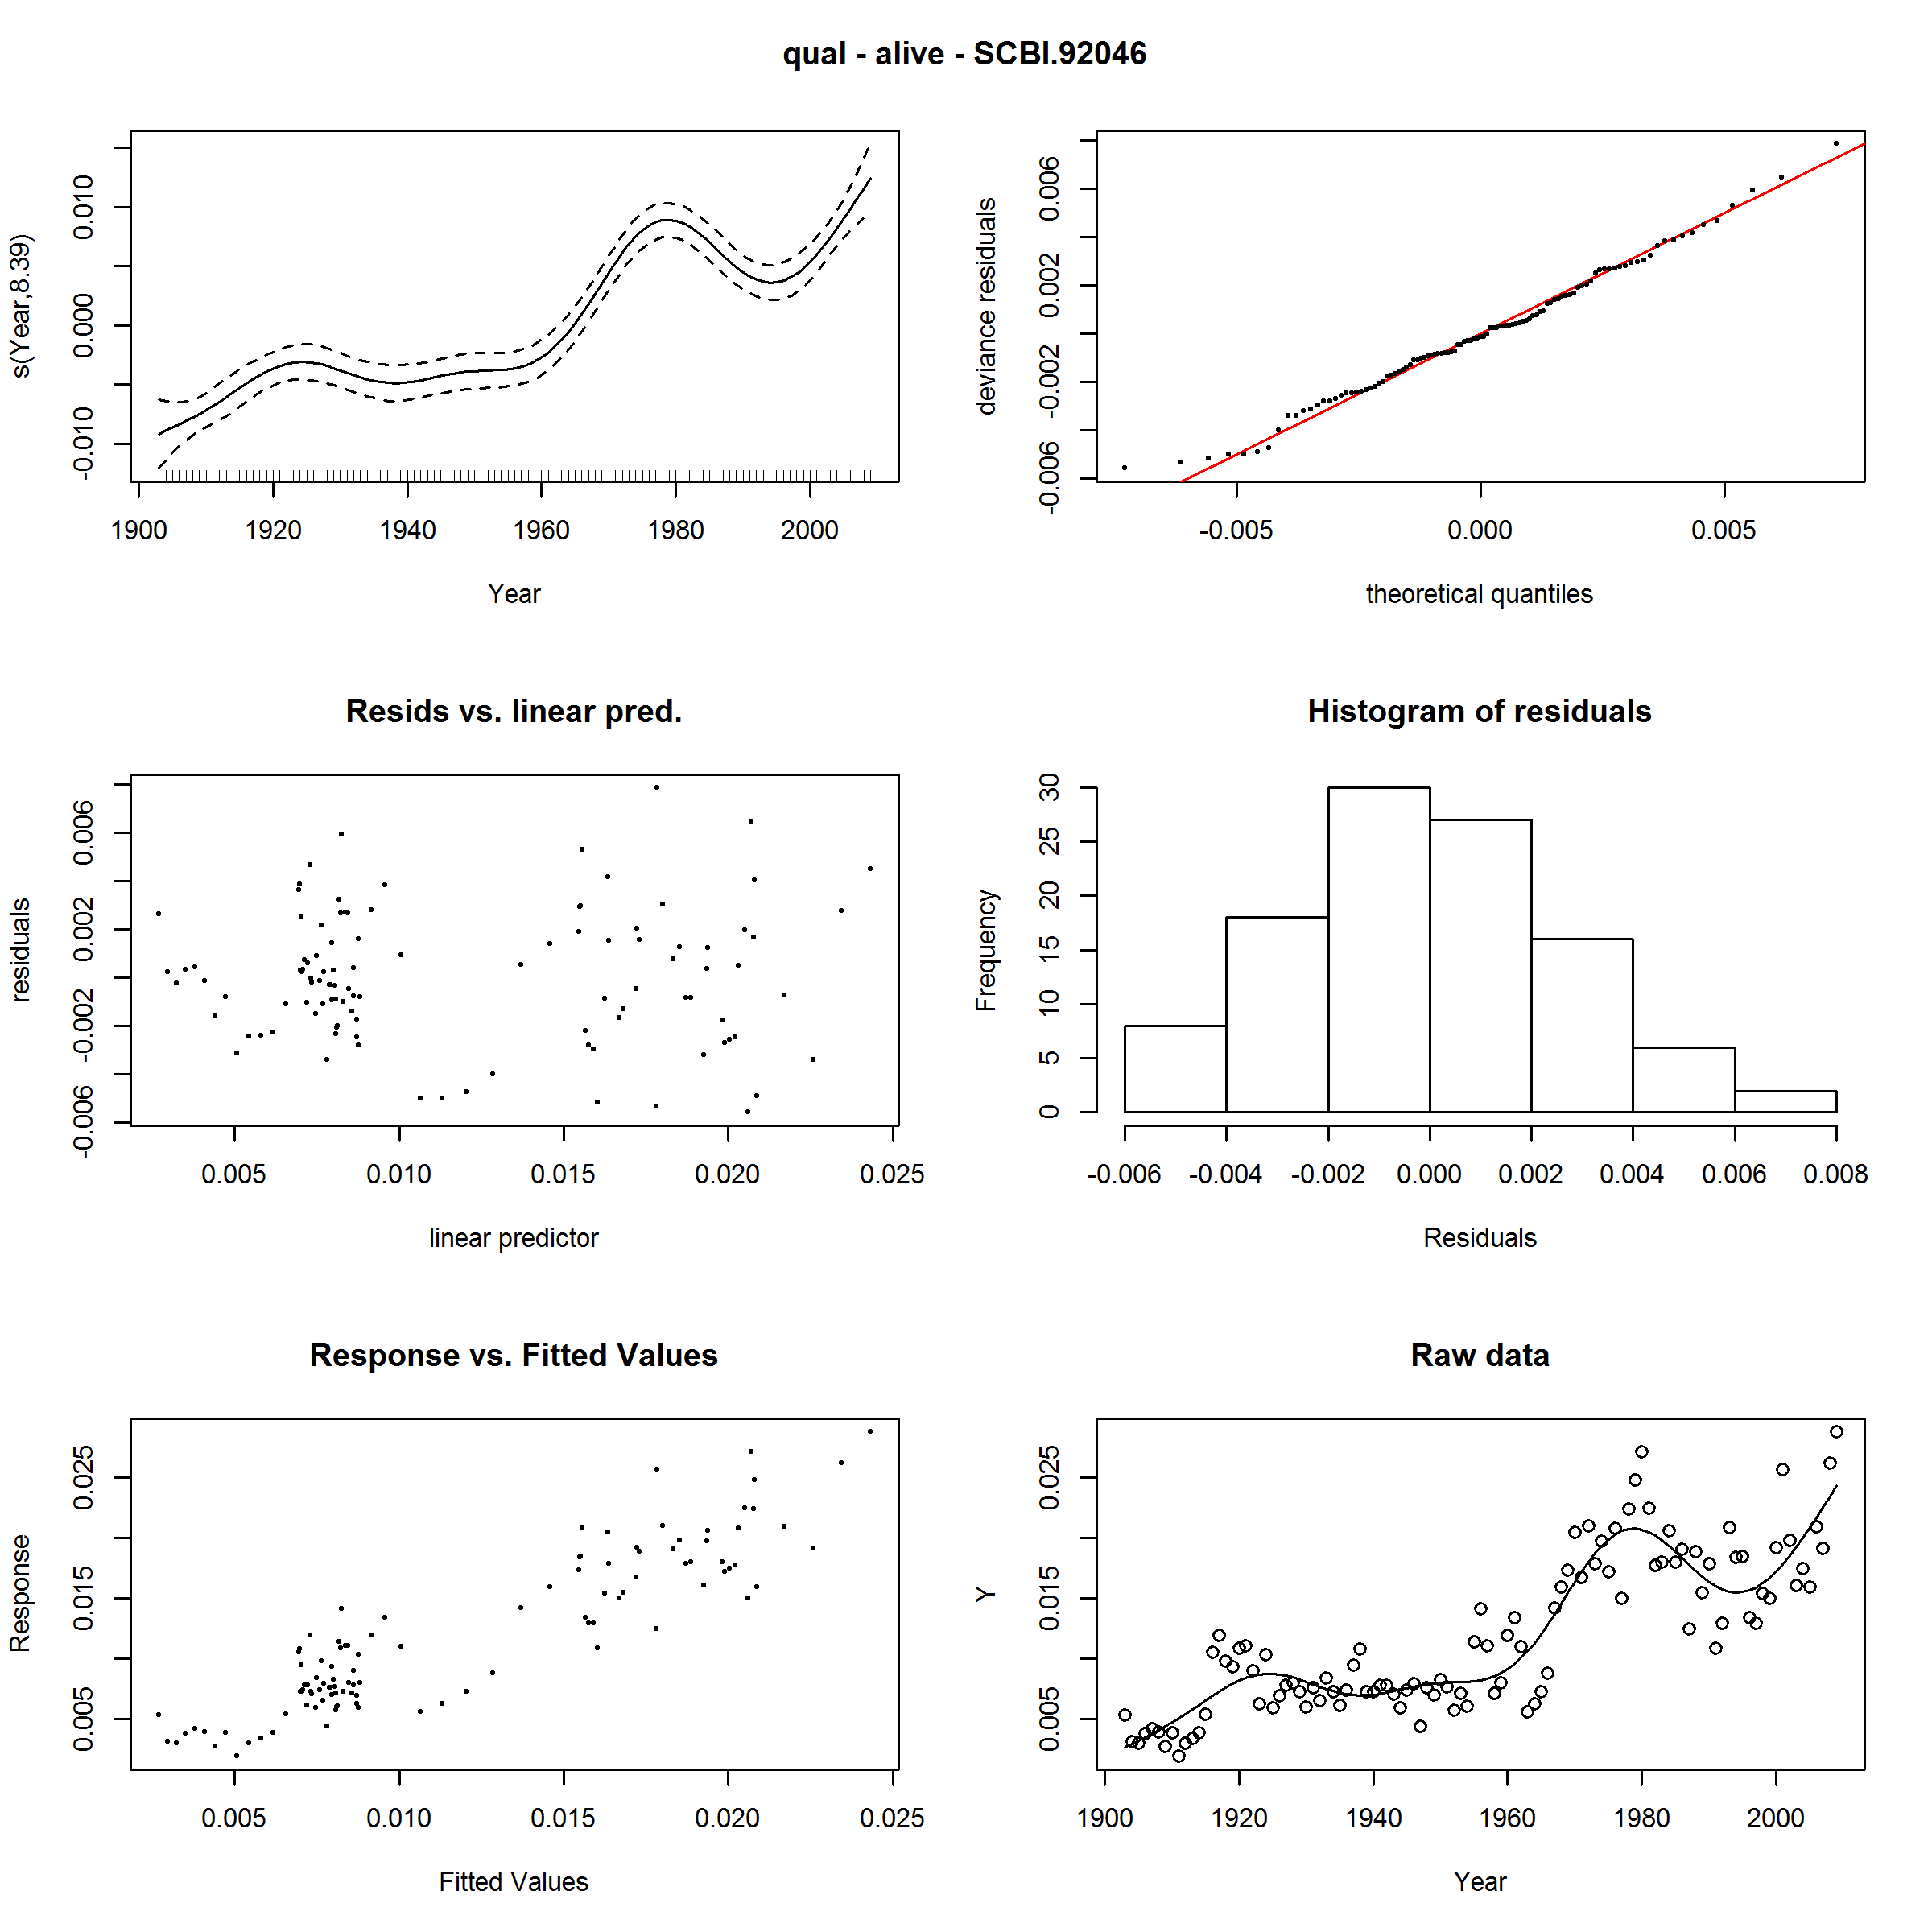 qual - alive - SCBI.92046
s(Year,8.39)
-0.010 0.000 0.010
1900 1920 1940 1960 1980 2000
Year
deviance residuals
-0.006 -0.002 0.002 0.006
-0.005 0.000 0.005
theoretical quantiles
Resids vs. linear pred.
residuals
-0.006 -0.002 0.002 0.006
0.005 0.010 0.015 0.020 0.025
linear predictor
Histogram of residuals
Frequency
0 5 10 15 20 25 30
-0.006 -0.004 -0.002 0.000 0.002 0.004 0.006 0.008
Residuals
Response vs. Fitted Values
Response
0.005 0.015 0.025
0.005 0.010 0.015 0.020 0.025
Fitted Values
Raw data
Y
0.005 0.015 0.025
1900 1920 1940 1960 1980 2000
Year